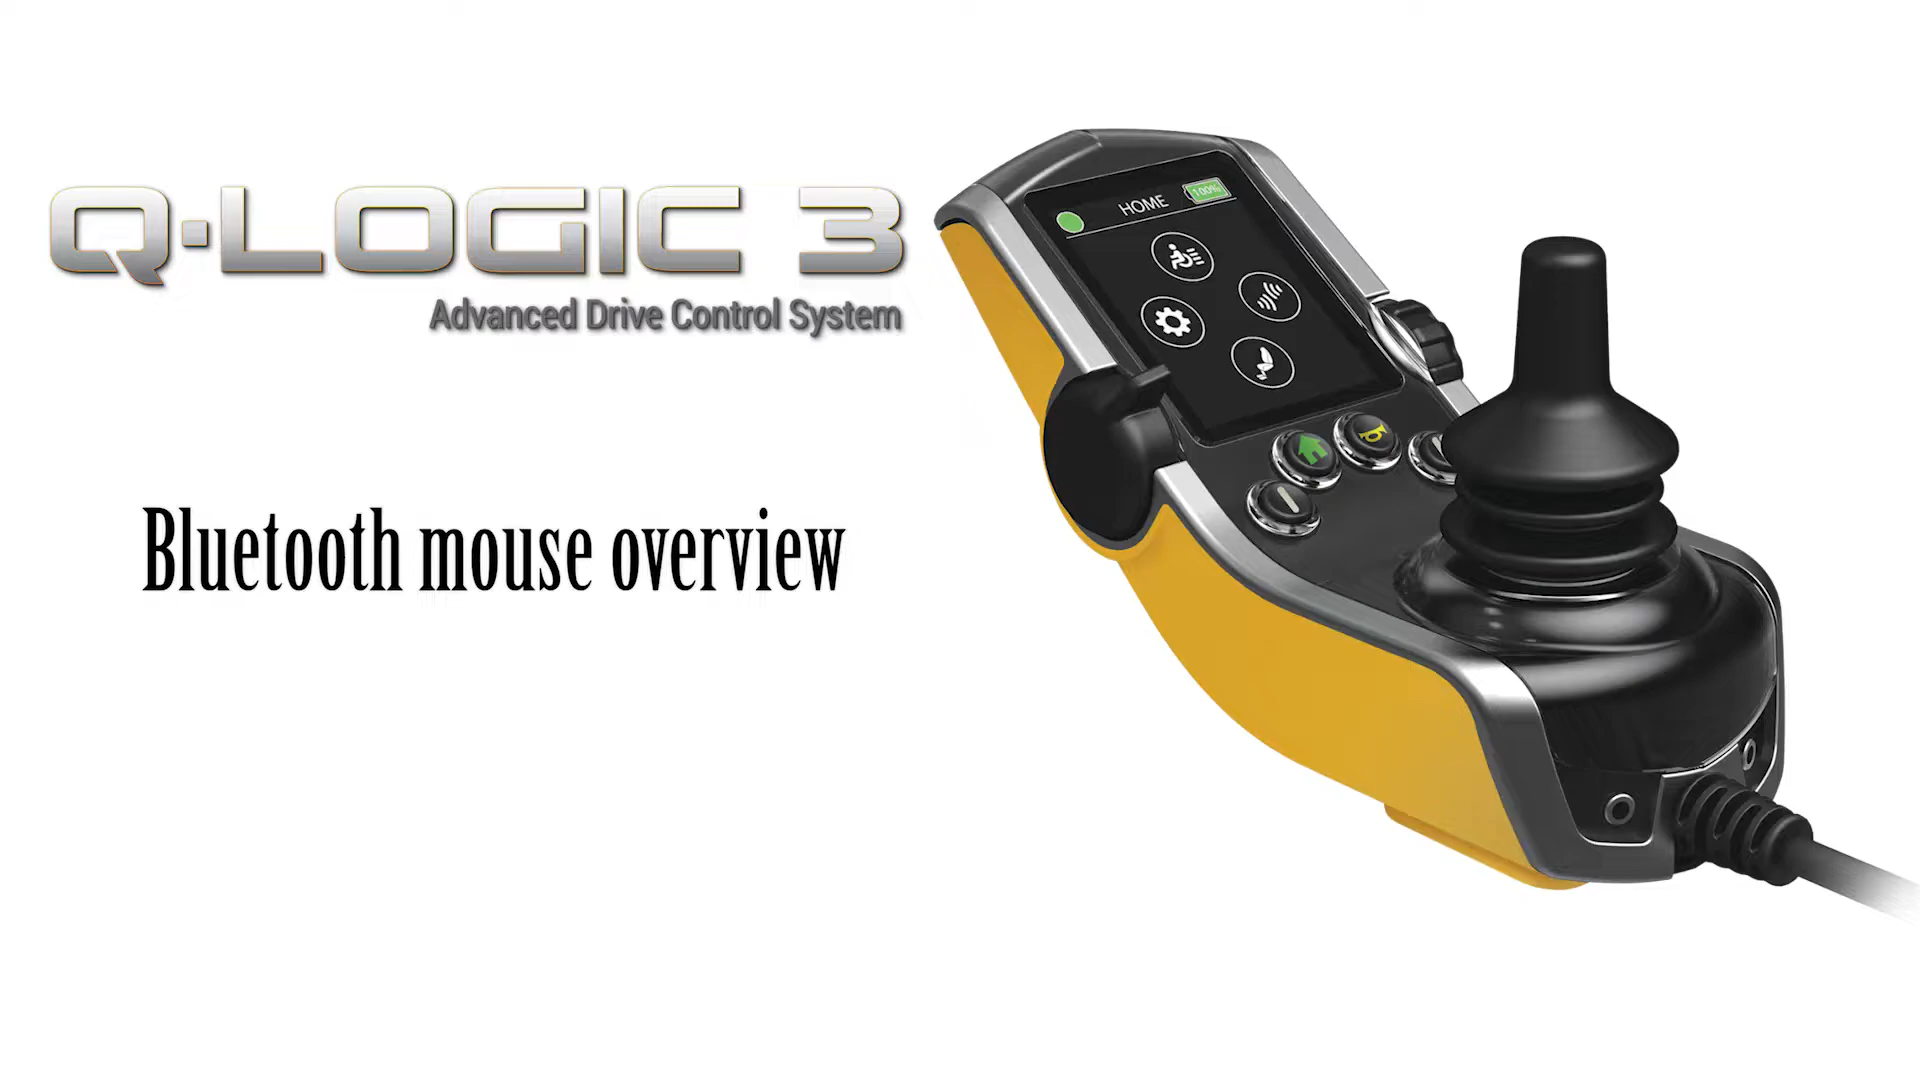 Q·LOGIC 3
Advanced Drive Control System
Bluetooth mouse overview
HOME
100%